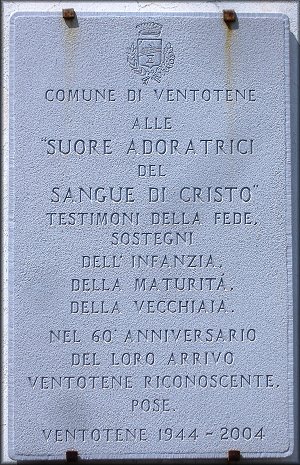 COMUNE DI VENTOTENE
ALLE
"SUORE ADORATRICI
DEL
SANGUE DI CRISTO"
TESTIMONI DELLA FEDE,
SOSTEGNI
DELL'INFANZIA,
DELLA MATURITÁ,
DELLA VECCHIAIA.
NEL 60° ANNIVERSARIO
DEL LORO ARRIVO
VENTOTENE RICONOSCENTE,
POSE.
VENTOTENE 1944 - 2004